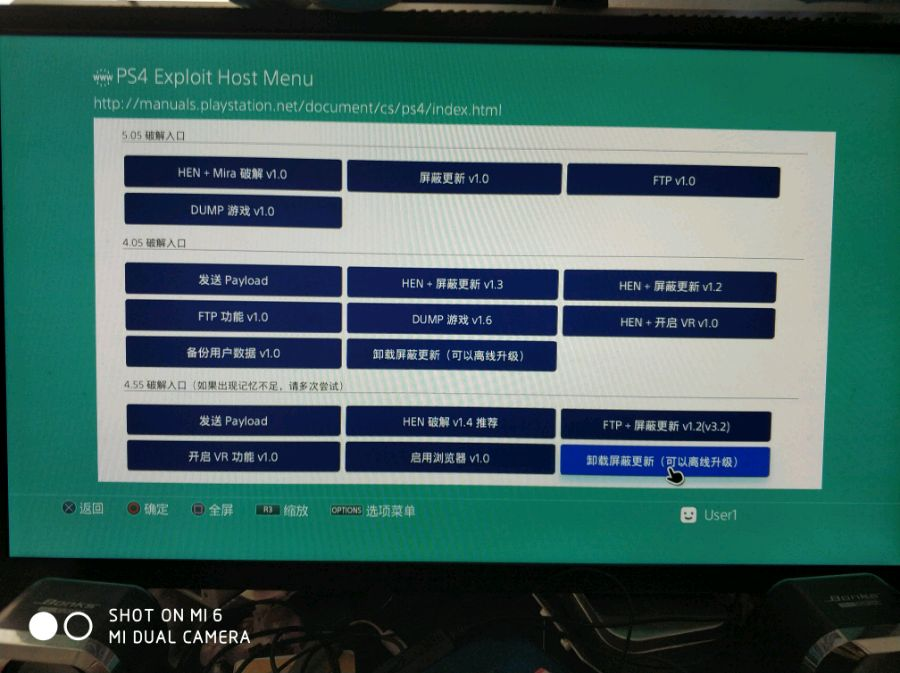 PS4 Exploit Host Menu
http://manuals.playstation.net/document/cs/ps4/index.html
5.05 破解入口
HEN + Mira 破解 v1.0
屏蔽更新 v1.0
FTP v1.0
DUMP 游戏 v1.0
4.05 破解入口
发送 Payload
HEN + 屏蔽更新 v1.3
HEN + 屏蔽更新 v1.2
FTP 功能 v1.0
DUMP 游戏 v1.6
HEN + 开启 VR v1.0
备份用户数据 v1.0
卸载屏蔽更新（可以离线升级）
4.55 破解入口（如果出现记忆不足，请多次尝试）
发送 Payload
HEN 破解 v1.4 推荐
FTP + 屏蔽更新 v1.2(v3.2)
开启 VR 功能 v1.0
启用浏览器 v1.0
卸载屏蔽更新（可以离线升级）
返回
确定
全屏
R3 缩放
OPTIONS 选项菜单
User1
SHOT ON MI 6
MI DUAL CAMERA